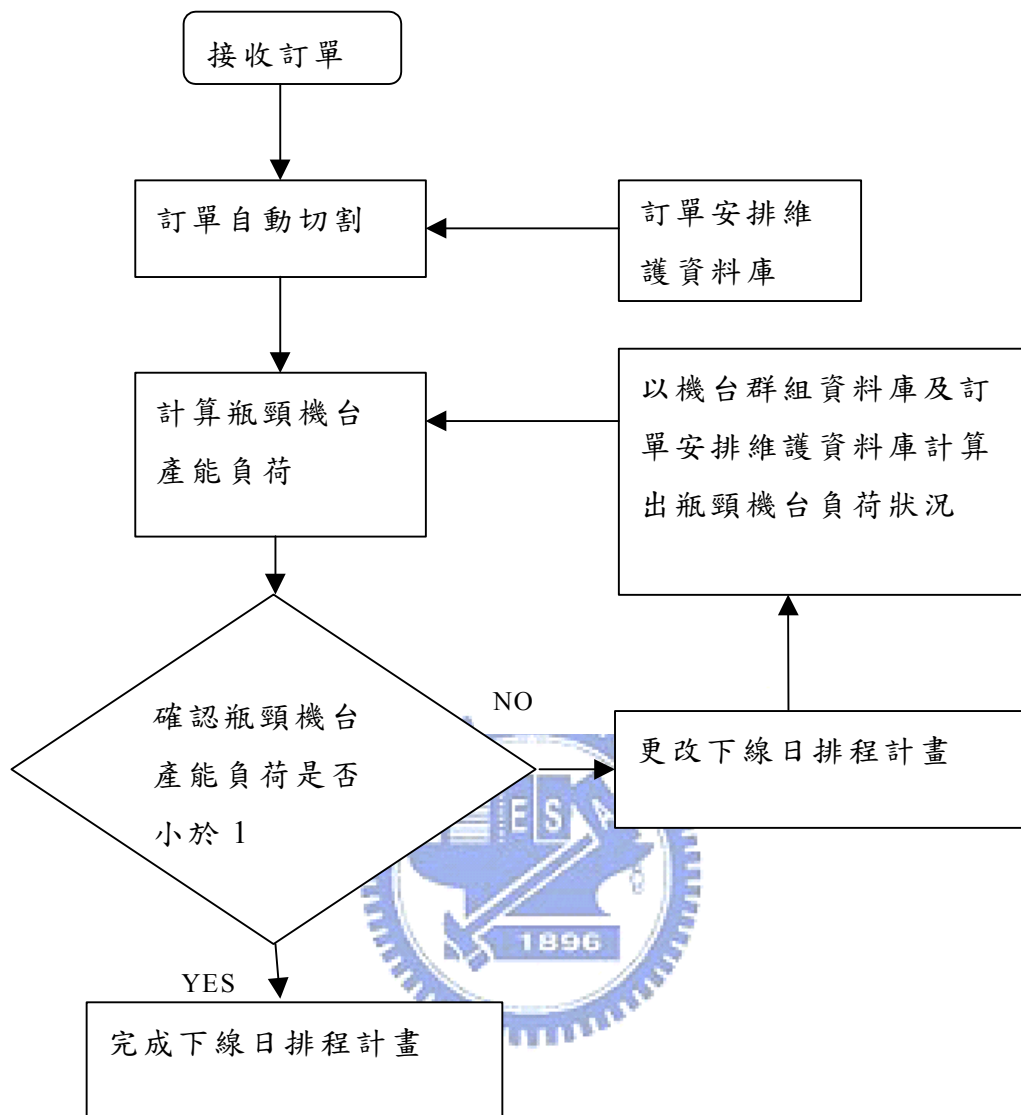 接收訂單
訂單自動切割
訂單安排維
護資料庫
計算瓶頸機台
產能負荷
以機台群組資料庫及訂
單安排維護資料庫計算
出瓶頸機台負荷狀況
確認瓶頸機台
產能負荷是否
小於 1
NO
更改下線日排程計畫
E S A
1896
YES
完成下線日排程計畫